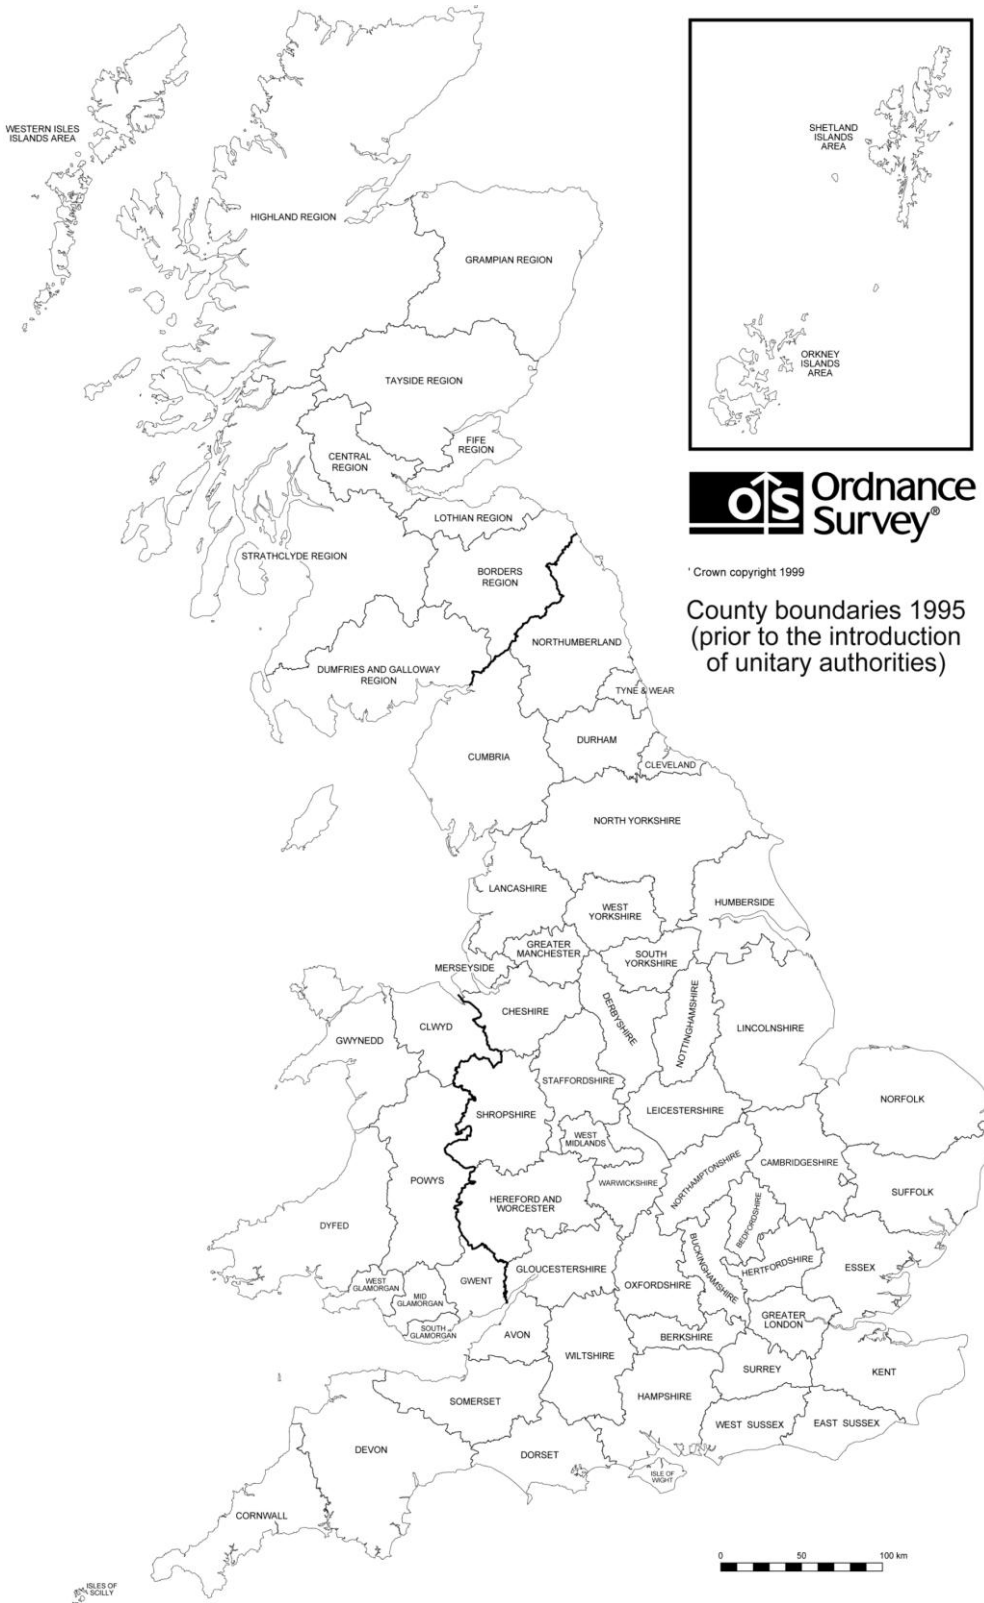 WESTERN ISLES
ISLANDS AREA
SHETLAND
ISLANDS
AREA
HIGHLAND REGION
GRAMPIAN REGION
ORKNEY
ISLANDS
AREA
TAYSIDE REGION
FIFE
REGION
CENTRAL
REGION
OS Ordnance
Survey®
LOTHIAN REGION
STRATHCLYDE REGION
BORDERS
REGION
' Crown copyright 1999
County boundaries 1995
(prior to the introduction
of unitary authorities)
NORTHUMBERLAND
DUMFRIES AND GALLOWAY
REGION
TYNE & WEAR
DURHAM
CUMBRIA
CLEVELAND
NORTH YORKSHIRE
LANCASHIRE
WEST
YORKSHIRE
HUMBERSIDE
GREATER
MANCHESTER
SOUTH
YORKSHIRE
MERSEYSIDE
CHESHIRE
DERBYSHIRE
NOTTINGHAMSHIRE
LINCOLNSHIRE
GWYNEDD
CLWYD
STAFFORDSHIRE
SHROPSHIRE
LEICESTERSHIRE
NORFOLK
WEST
MIDLANDS
POWYS
HEREFORD AND
WORCESTER
WARWICKSHIRE
NORTHAMPTONSHIRE
CAMBRIDGESHIRE
SUFFOLK
DYFED
BEDFORDSHIRE
BUCKINGHAMSHIRE
WEST
GLAMORGAN
MID
GLAMORGAN
GWENT
GLOUCESTERSHIRE
OXFORDSHIRE
HERTFORDSHIRE
ESSEX
SOUTH
GLAMORGAN
AVON
WILTSHIRE
BERKSHIRE
GREATER
LONDON
SURREY
KENT
SOMERSET
HAMPSHIRE
WEST SUSSEX
EAST SUSSEX
DEVON
DORSET
ISLE OF
WIGHT
CORNWALL
ISLES OF
SCILLY
0 50 100 km